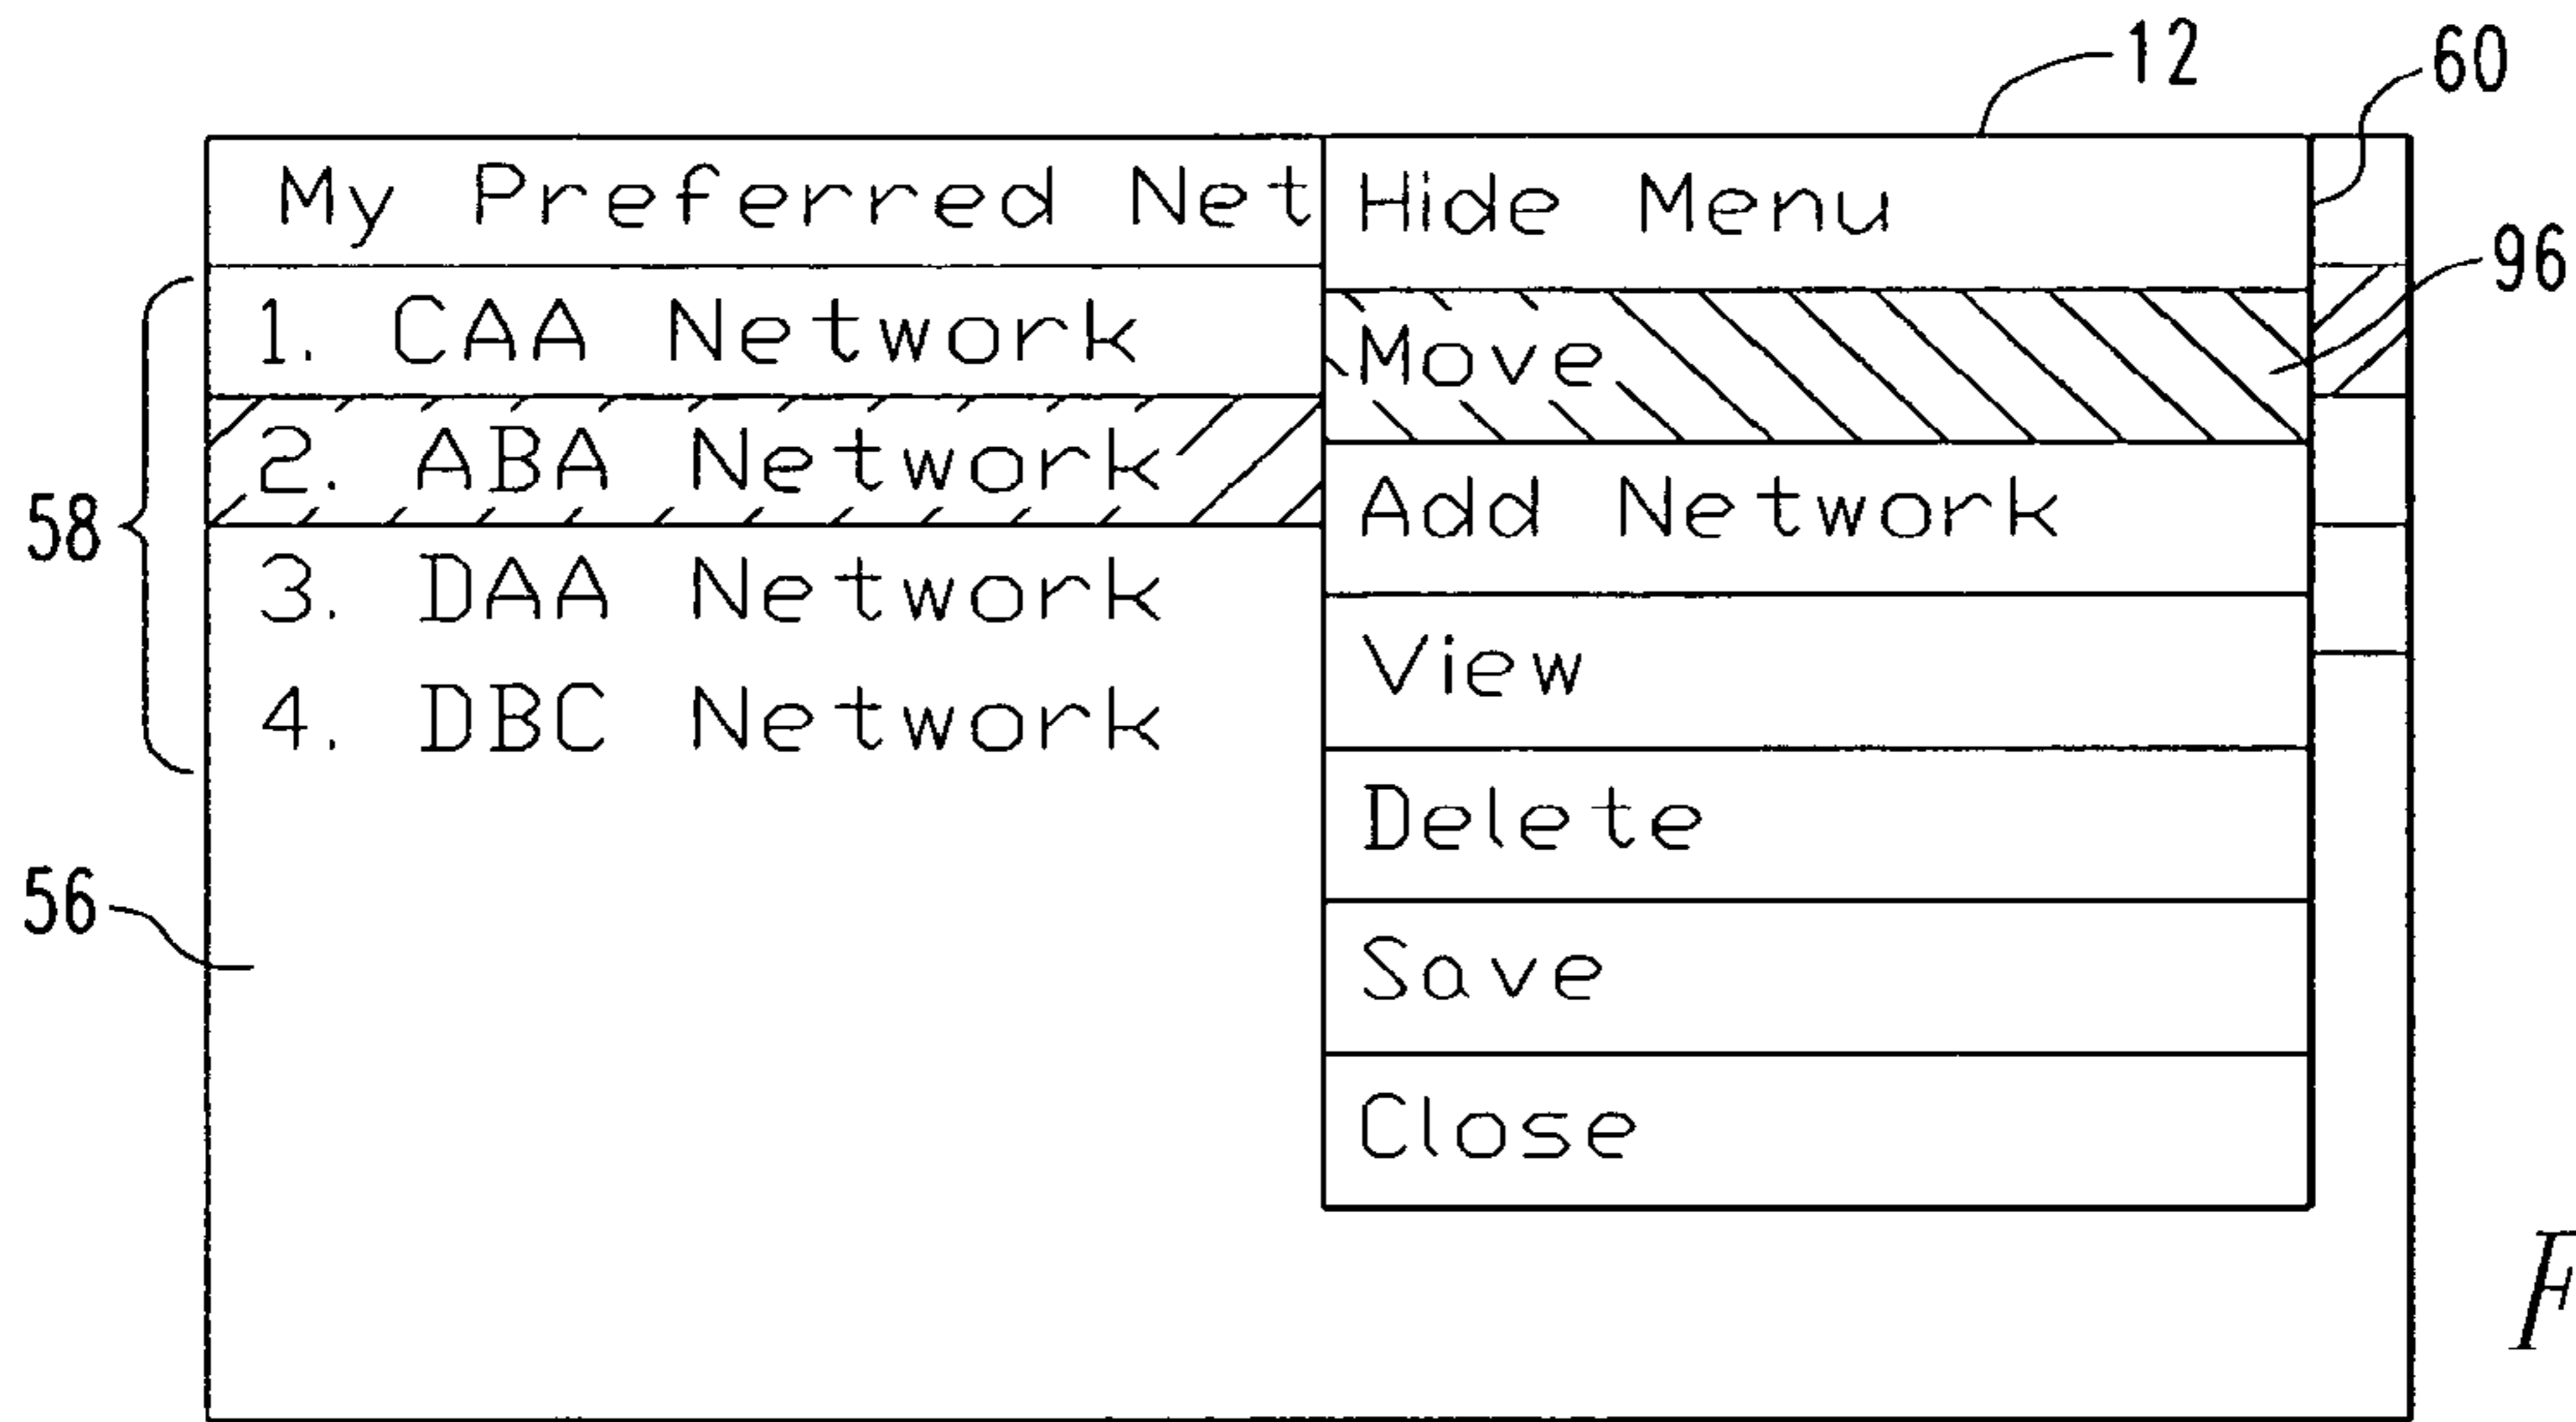 12
60
My Preferred Net
Hide Menu
96
1. CAA Network
Move
2. ABA Network
Add Network
58
3. DAA Network
View
4. DBC Network
Delete
56
Save
Close
F